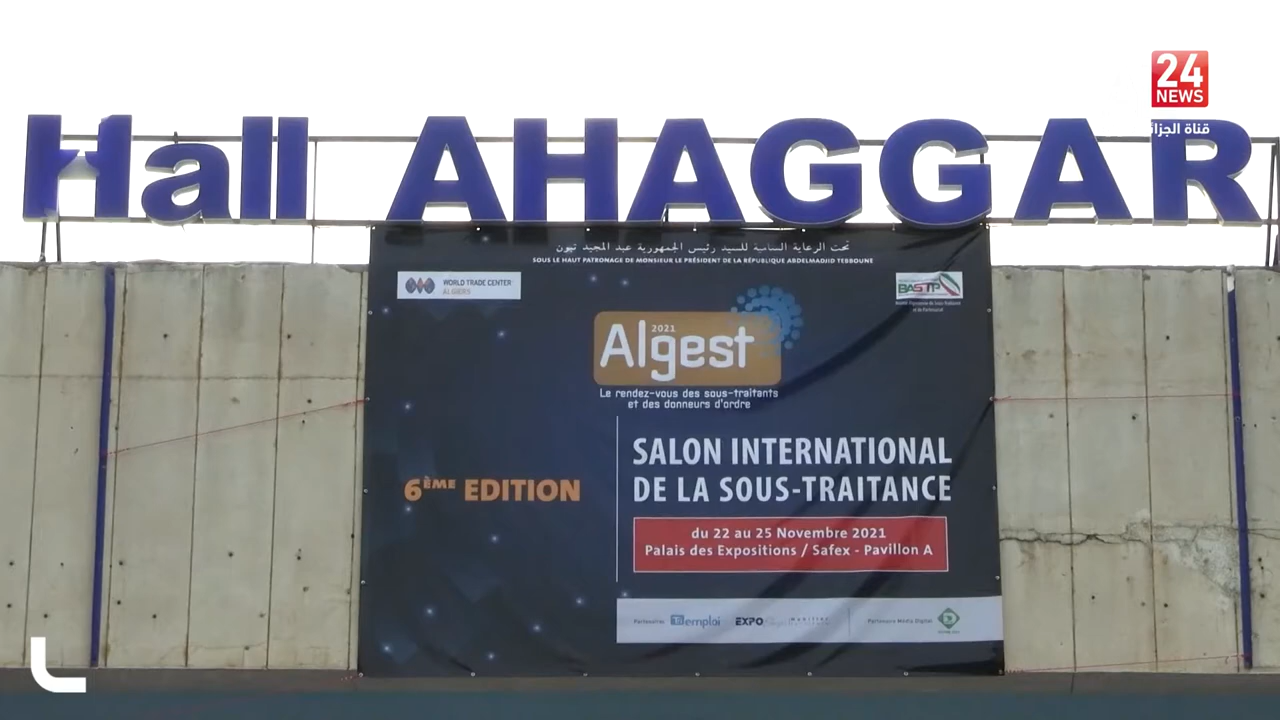 24
NEWS
قناة الجزائ
Hall AHAGGAR
تحت الرعاية السامية للسيد رئيس الجمهورية عبد المجيد تبون
SOUS LE HAUT PATRONAGE DE MONSIEUR LE PRÉSIDENT DE LA RÉPUBLIQUE ABDELMADJID TEBBOUNE
WORLD TRADE CENTER
ALGIERS
BASTP
2021
Algest
Le rendez-vous des sous-traitants
et des donneurs d'ordre
6ÈME EDITION
SALON INTERNATIONAL
DE LA SOUS-TRAITANCE
du 22 au 25 Novembre 2021
Palais des Expositions / Safex - Pavillon A
Partenaires
emploi
EXPO
Partenaire Média Digital